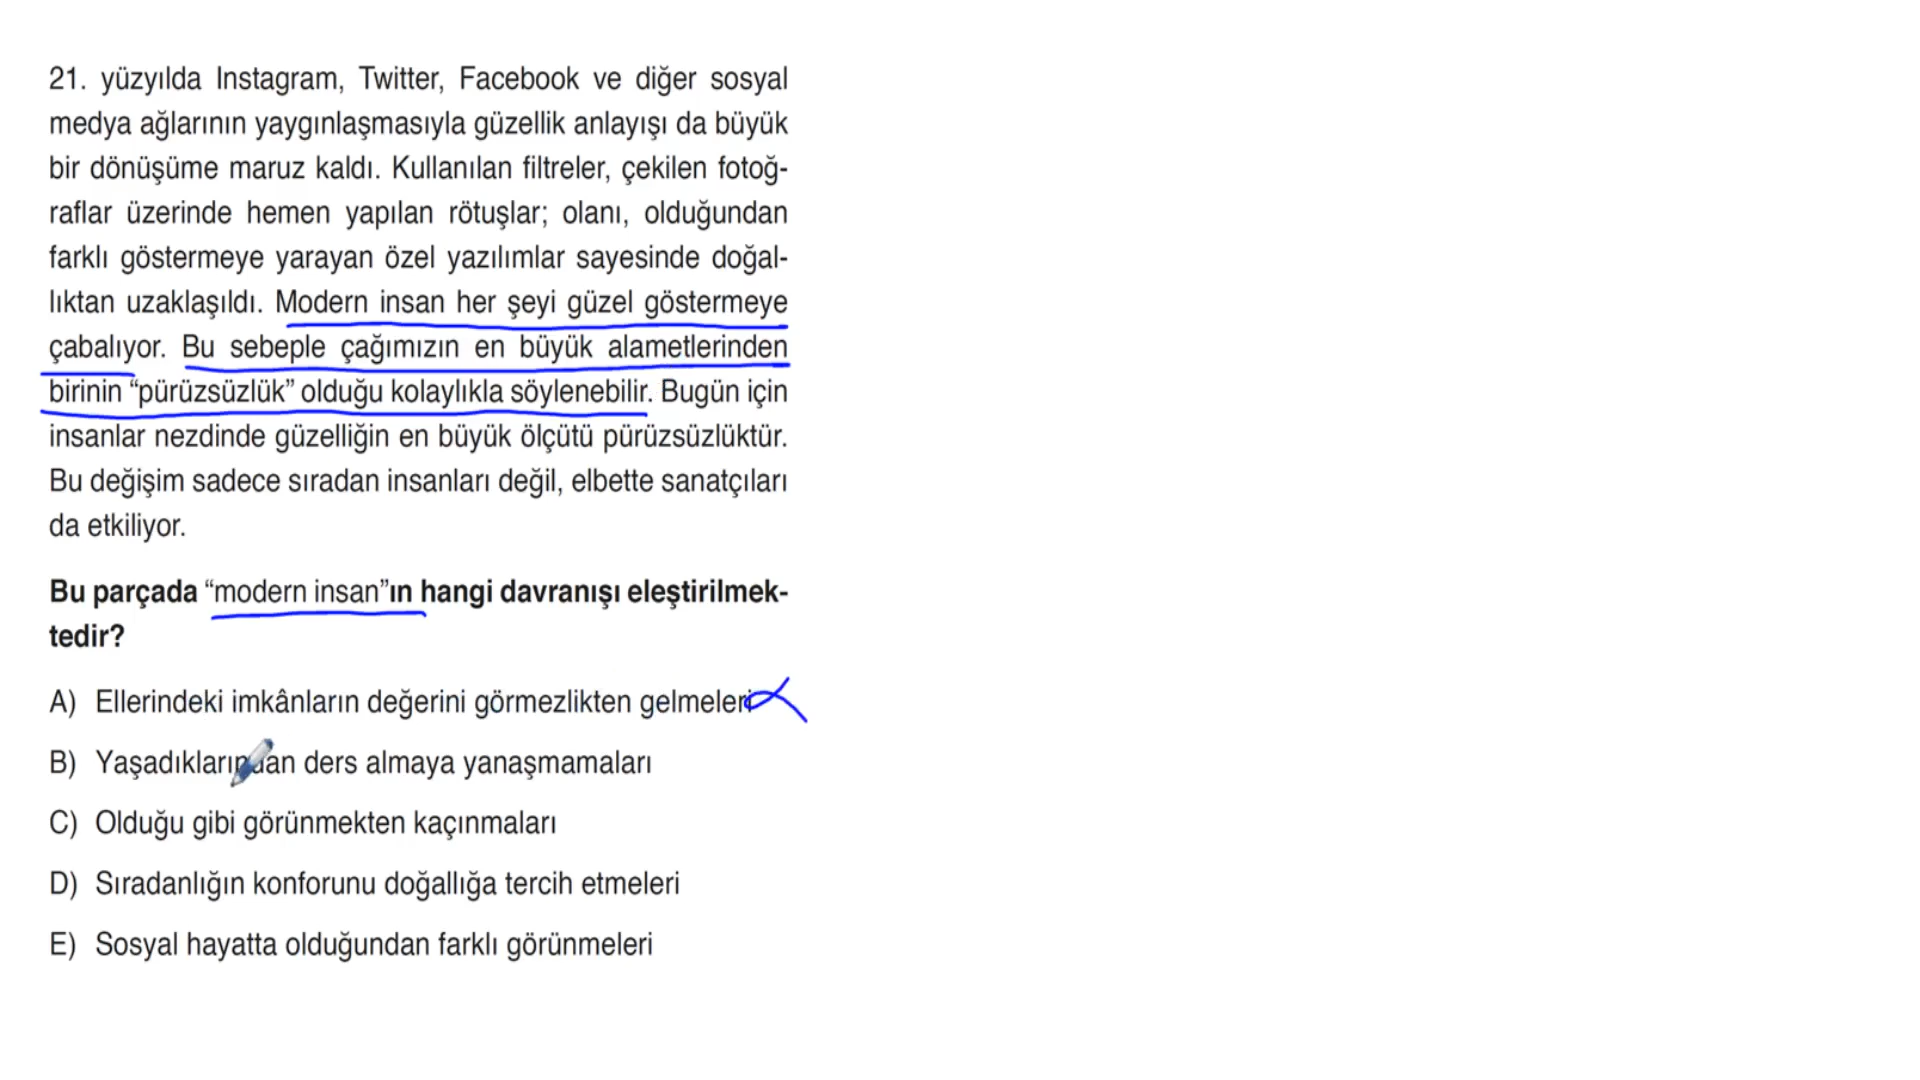 21. yüzyılda Instagram, Twitter, Facebook ve diğer sosyal
medya ağlarının yaygınlaşmasıyla güzellik anlayışı da büyük
bir dönüşüme maruz kaldı. Kullanılan filtreler, çekilen fotoğ-
raflar üzerinde hemen yapılan rötuşlar; olanı, olduğundan
farklı göstermeye yarayan özel yazılımlar sayesinde doğal-
lıktan uzaklaşıldı. Modern insan her şeyi güzel göstermeye
çabalıyor. Bu sebeple çağımızın en büyük alametlerinden
birinin “pürüzsüzlük” olduğu kolaylıkla söylenebilir. Bugün için
insanlar nezdinde güzelliğin en büyük ölçütü pürüzsüzlüktür.
Bu değişim sadece sıradan insanları değil, elbette sanatçıları
da etkiliyor.
Bu parçada “modern insan”ın hangi davranışı eleştirilmek-
tedir?
A) Ellerindeki imkânların değerini görmezlikten gelmeleri
B) Yaşadıklarından ders almaya yanaşmamaları
C) Olduğu gibi görünmekten kaçınmaları
D) Sıradanlığın konforunu doğallığa tercih etmeleri
E) Sosyal hayatta olduğundan farklı görünmeleri